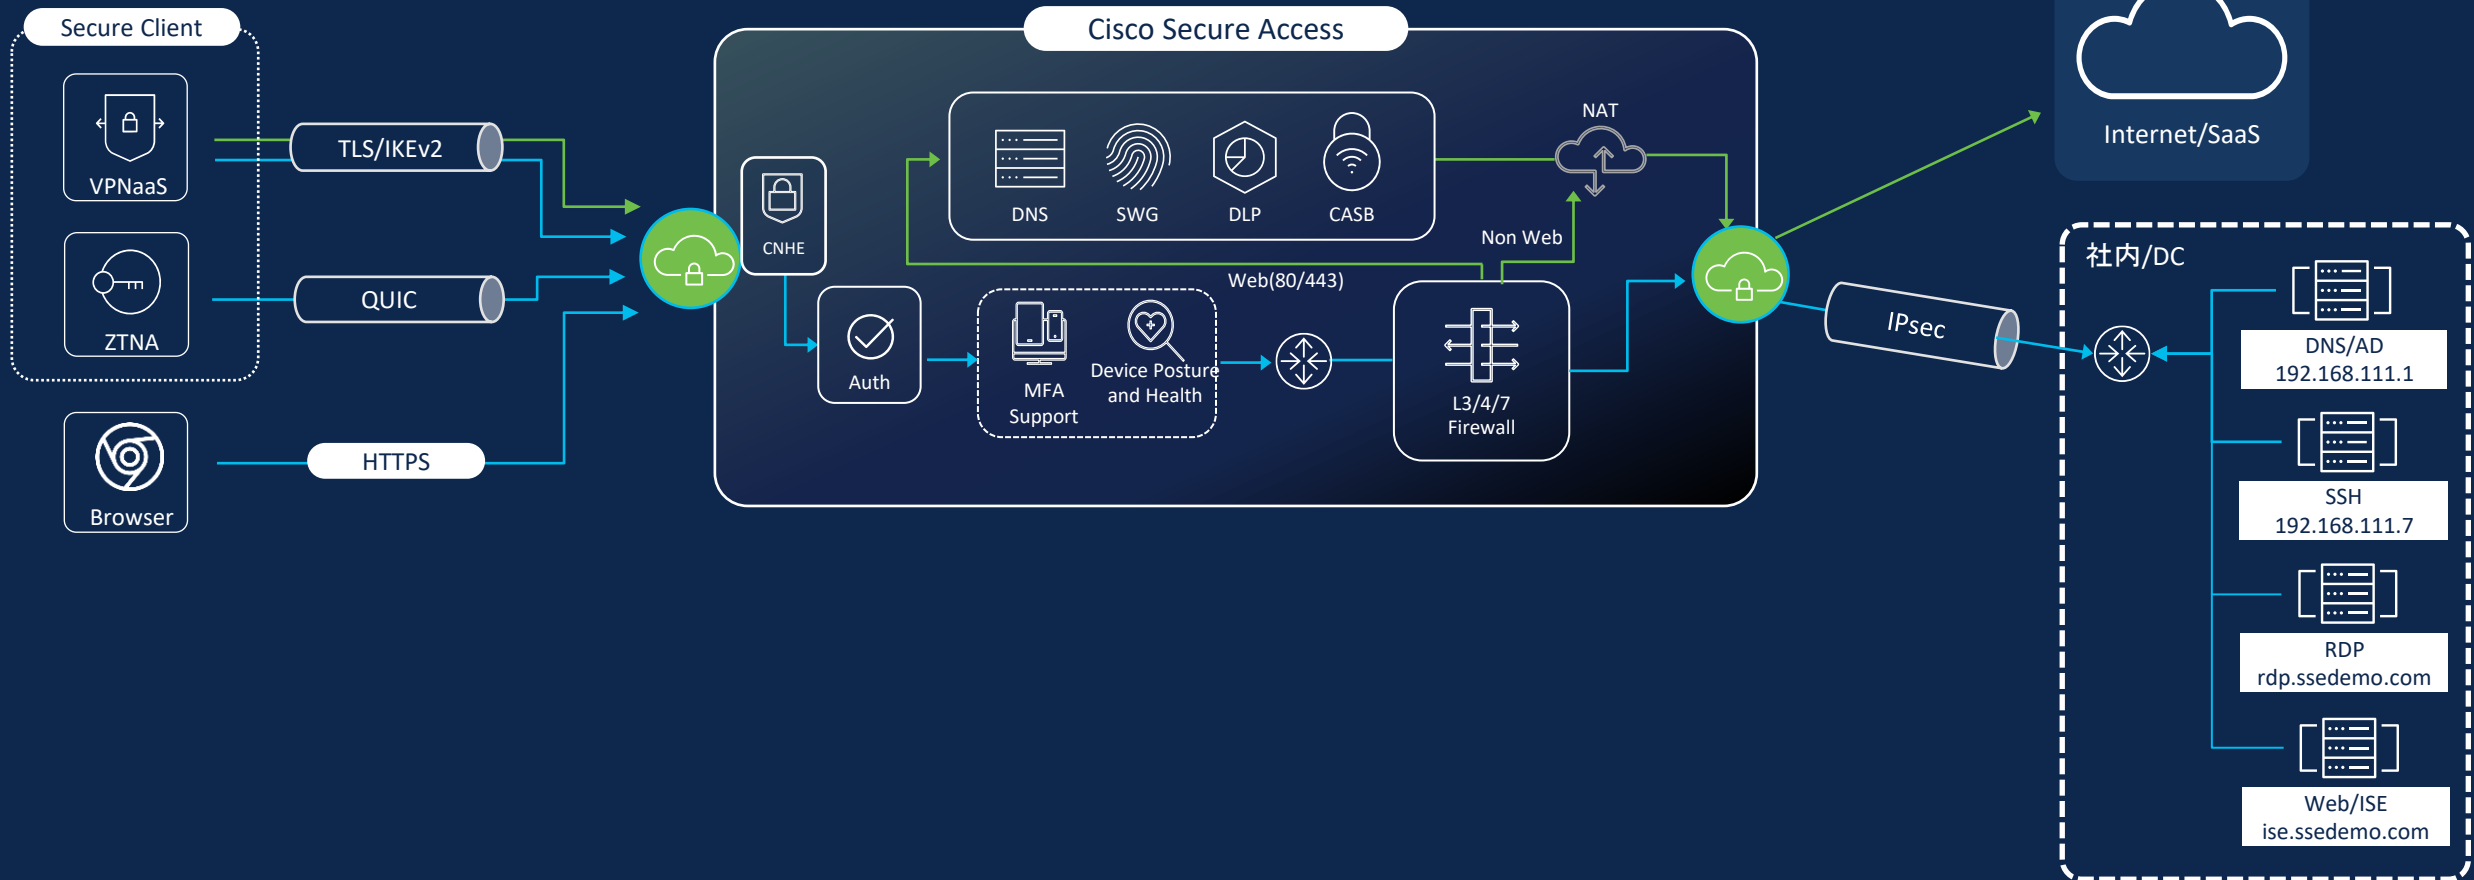 Secure Client
VPNaaS
ZTNA
Browser
TLS/IKEv2
QUIC
HTTPS
Cisco Secure Access
CNHE
DNS
SWG
DLP
CASB
NAT
Non Web
Web(80/443)
Auth
MFA
Support
Device Posture
and Health
L3/4/7
Firewall
Internet/SaaS
IPsec
社内/DC
DNS/AD
192.168.111.1
SSH
192.168.111.7
RDP
rdp.ssedemo.com
Web/ISE
ise.ssedemo.com